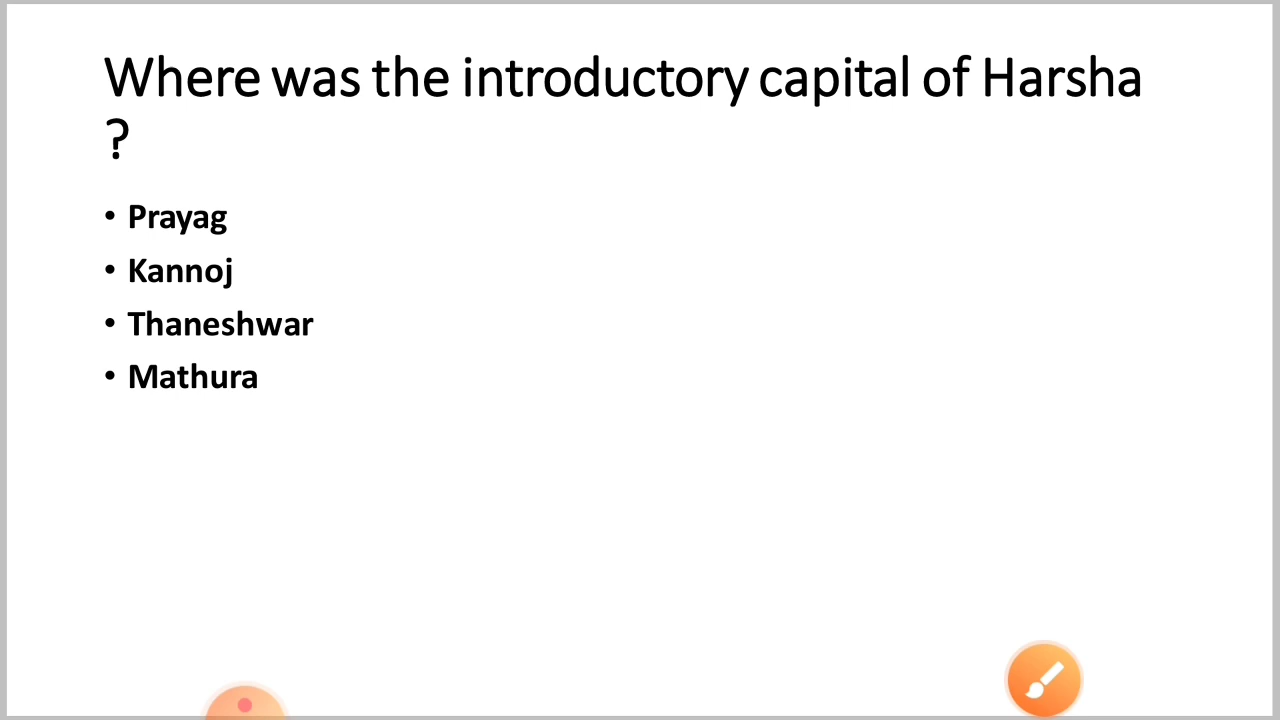 Where was the introductory capital of Harsha
?
• Prayag
• Kannoj
• Thaneshwar
• Mathura